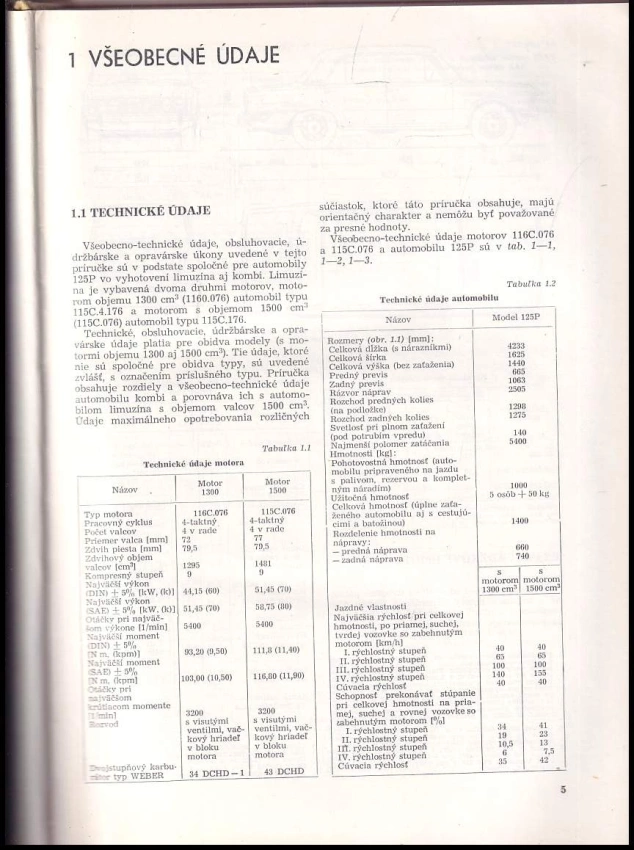 1 VŠEOBECNÉ ÚDAJE
1.1 TECHNICKÉ ÚDAJE
Všeobecno-technické údaje, obsluhovacie, ú-
držbárske a opravárske úkony uvedené v tejto
príručke sú v podstate spoločné pre automobily
125P vo vyhotovení limuzína aj kombi. Limuzí-
na je vybavená dvoma druhmi motorov, moto-
rom objemu 1300 cm³ (1160.076) automobil typu
115C.4.176 a motorom s objemom 1500 cm³
(115C.076) automobil typu 115C.176.
Technické, obsluhovacie, údržbárske a opra-
várske údaje platia pre obidva modely (s mo-
tormi objemu 1300 aj 1500 cm³). Tie údaje, ktoré
nie sú spoločné pre obidva typy, sú uvedené
zvlášť, s označením príslušného typu. Príručka
obsahuje rozdiely a všeobecno-technické údaje
automobilu kombi a porovnáva ich s automo-
bilom limuzína s objemom valcov 1500 cm³.
Údaje maximálneho opotrebovania rozličných
Tabuľka 1.1
Technické údaje motora
Názov Motor 1300 Motor 1500
Typ motora 116C.076 115C.076
Pracovný cyklus 4-taktný 4-taktný
Počet valcov 4 v rade 4 v rade
Priemer valca [mm] 72 77
Zdvih piesta [mm] 79,5 79,5
Zdvihový objem
valcov [cm³] 1295 1481
Kompresný stupeň 9 9
Najväčší výkon
(DIN) ± 5% [kW, (k)] 44,15 (60) 51,45 (70)
Najväčší výkon
(SAE) ± 5% [kW, (k)] 51,45 (70) 58,75 (80)
Otáčky pri najväč-
šom výkone [1/min] 5400 5400
Najväčší moment
(DIN) ± 5%
[N m. (kpm)] 93,20 (9,50) 111,8 (11,40)
Najväčší moment
(SAE) ± 5%
[N m. (kpm] 103,00 (10,50) 116,80 (11,90)
Otáčky pri
najväčšom
krútiacom momente
[1/min] 3200 3200
Rozvod s visutými s visutými
ventilmi, vač- ventilmi, vač-
kový hriadeľ kový hriadeľ
v bloku v bloku
motora motora
Dvojstupňový karbu-
rátor typ WEBER 34 DCHD—1 43 DCHD
súčiastok, ktoré táto príručka obsahuje, majú
orientačný charakter a nemôžu byť považované
za presné hodnoty.
Všeobecno-technické údaje motorov 116C.076
a 115C.076 a automobilu 125P sú v tab. 1—1,
1—2, 1—3.
Tabuľka 1.2
Technické údaje automobilu
Názov Model 125P
Rozmery (obr. 1.1) [mm]:
Celková dĺžka (s nárazníkmi) 4233
Celková šírka 1625
Celková výška (bez zaťaženia) 1440
Predný previs 665
Zadný previs 1063
Rázvor náprav 2505
Rozchod predných kolies
(na podložke) 1298
Rozchod zadných kolies 1275
Svetlosť pri plnom zaťažení
(pod potrubím vpredu) 140
Najmenší polomer zatáčania 5400
Hmotnosti [kg]:
Pohotovostná hmotnosť (auto-
mobilu pripraveného na jazdu
s palivom, rezervou a komplet-
ným náradím) 1000
Užitočná hmotnosť 5 osôb + 50 kg
Celková hmotnosť (úplne zaťa-
ženého automobilu aj s cestujú-
cimi a batožinou) 1400
Rozdelenie hmotnosti na
nápravy:
— predná náprava 660
— zadná náprava 740
s motorom 1300 cm³ s motorom 1500 cm³
Jazdné vlastnosti
Najväčšia rýchlosť pri celkovej
hmotnosti, po priamej, suchej,
tvrdej vozovke so zabehnutým
motorom [km/h]
I. rýchlostný stupeň 40 40
II. rýchlostný stupeň 65 65
III. rýchlostný stupeň 100 100
IV. rýchlostný stupeň 140 155
Cúvacia rýchlosť 40 40
Schopnosť prekonávať stúpanie
pri celkovej hmotnosti na pria-
mej, suchej a rovnej vozovke so
zabehnutým motorom [%]
I. rýchlostný stupeň 34 41
II. rýchlostný stupeň 19 23
III. rýchlostný stupeň 10,5 13
IV. rýchlostný stupeň 6 7,5
Cúvacia rýchlosť 35 42
5